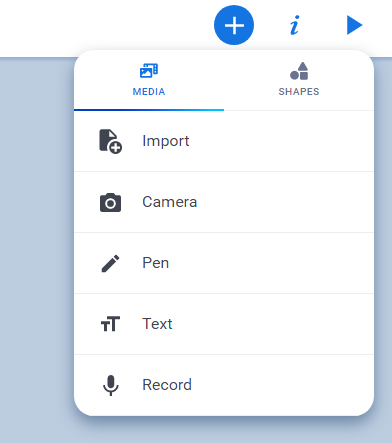 MEDIA
SHAPES
Import
Camera
Pen
Text
Record